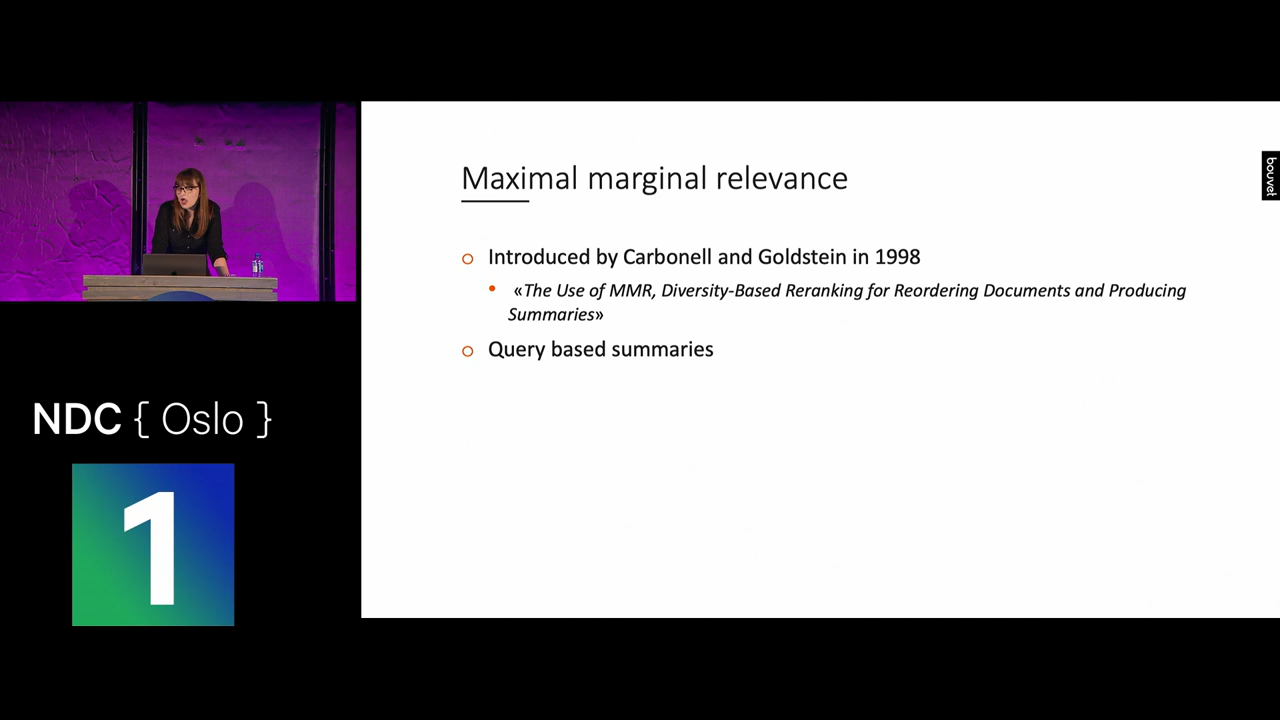 Maximal marginal relevance
bouvet
Introduced by Carbonell and Goldstein in 1998
«The Use of MMR, Diversity-Based Reranking for Reordering Documents and Producing
Summaries»
Query based summaries
NDC { Oslo }
1